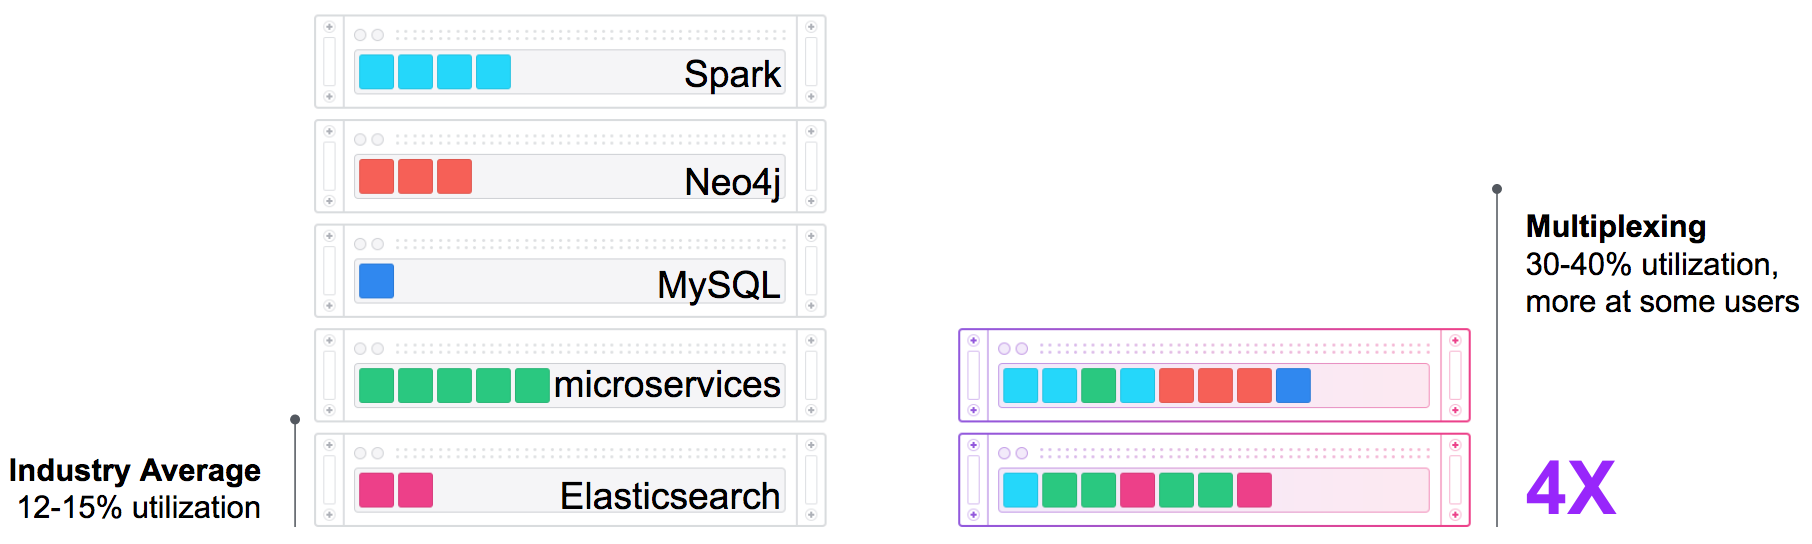 Spark
Neo4j
MySQL
microservices
Elasticsearch
Industry Average
12-15% utilization
Multiplexing
30-40% utilization,
more at some users
4X